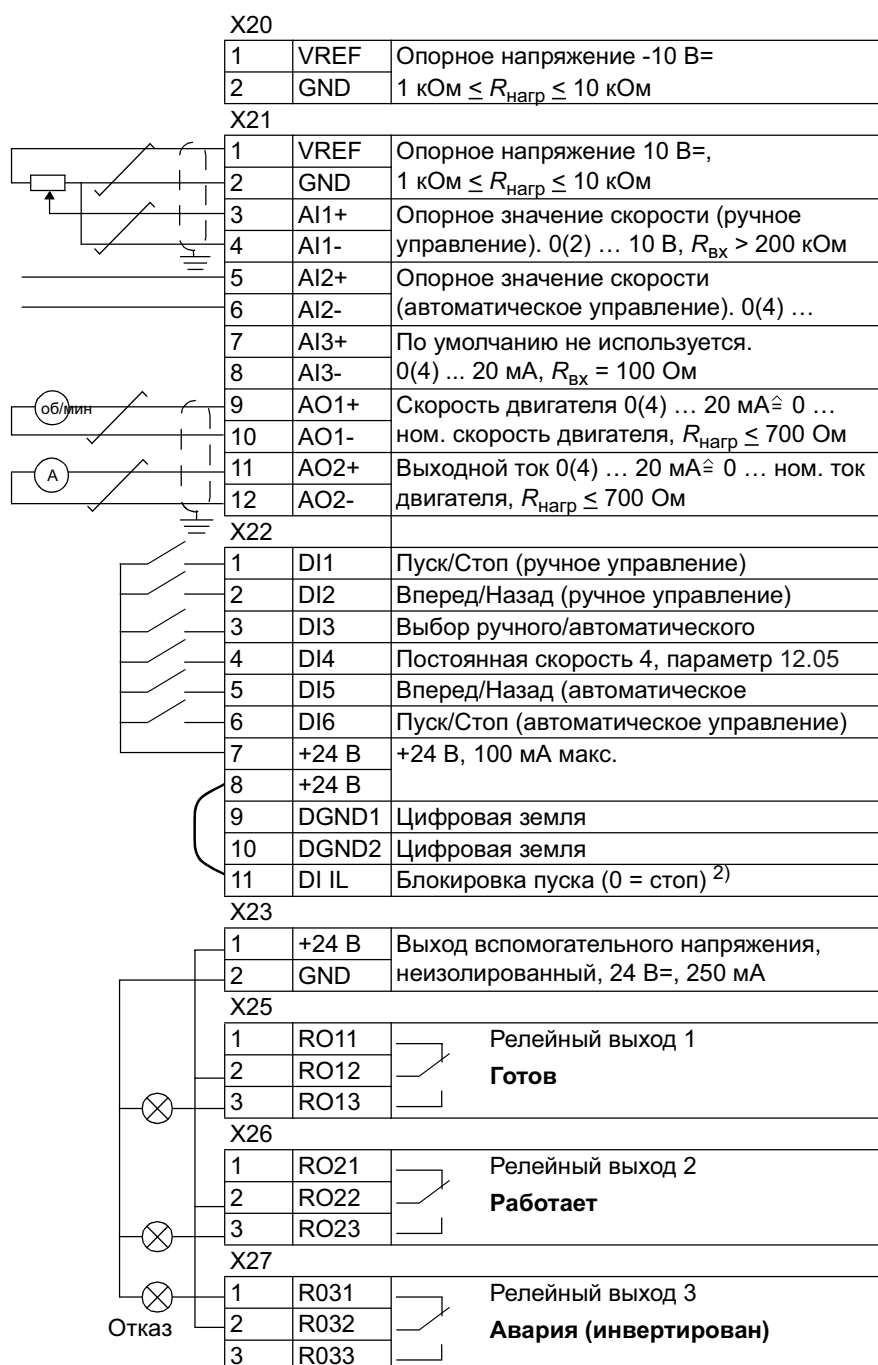 X20
1 VREF Опорное напряжение -10 В=
2 GND 1 кОм ≤ Rнагр ≤ 10 кОм
X21
1 VREF Опорное напряжение 10 В=,
2 GND 1 кОм ≤ Rнагр ≤ 10 кОм
3 AI1+ Опорное значение скорости (ручное
4 AI1- управление). 0(2) … 10 В, Rвх > 200 кОм
5 AI2+ Опорное значение скорости
6 AI2- (автоматическое управление). 0(4) …
7 AI3+ По умолчанию не используется.
8 AI3- 0(4) ... 20 мА, Rвх = 100 Ом
об/мин 9 AO1+ Скорость двигателя 0(4) … 20 мА≙ 0 …
10 AO1- ном. скорость двигателя, Rнагр ≤ 700 Ом
A 11 AO2+ Выходной ток 0(4) … 20 мА≙ 0 … ном. ток
12 AO2- двигателя, Rнагр ≤ 700 Ом
X22
1 DI1 Пуск/Стоп (ручное управление)
2 DI2 Вперед/Назад (ручное управление)
3 DI3 Выбор ручного/автоматического
4 DI4 Постоянная скорость 4, параметр 12.05
5 DI5 Вперед/Назад (автоматическое
6 DI6 Пуск/Стоп (автоматическое управление)
7 +24 В +24 В, 100 мА макс.
8 +24 В
9 DGND1 Цифровая земля
10 DGND2 Цифровая земля
11 DI IL Блокировка пуска (0 = стоп) 2)
X23
1 +24 В Выход вспомогательного напряжения,
2 GND неизолированный, 24 В=, 250 мА
X25
1 RO11 Релейный выход 1
2 RO12 Готов
3 RO13
X26
1 RO21 Релейный выход 2
2 RO22 Работает
3 RO23
X27
1 R031 Релейный выход 3
Отказ 2 R032 Авария (инвертирован)
3 R033